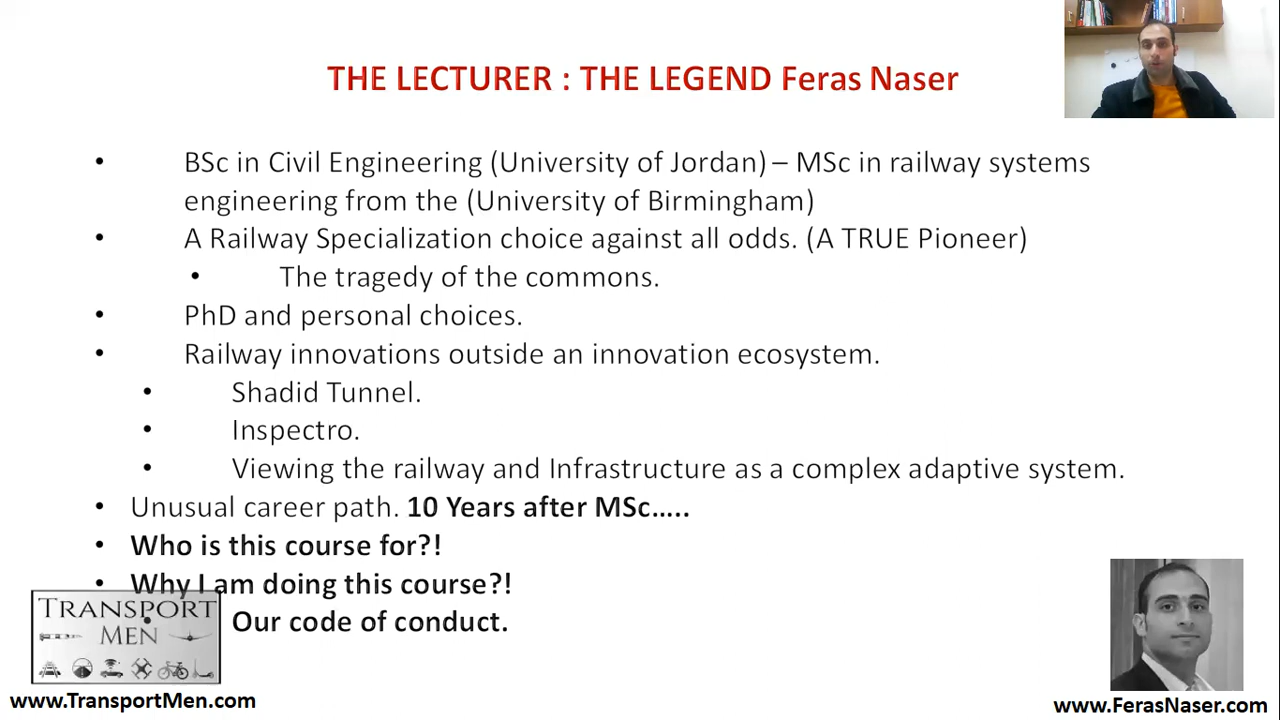 THE LECTURER : THE LEGEND Feras Naser
• BSc in Civil Engineering (University of Jordan) – MSc in railway systems
engineering from the (University of Birmingham)
• A Railway Specialization choice against all odds. (A TRUE Pioneer)
• The tragedy of the commons.
• PhD and personal choices.
• Railway innovations outside an innovation ecosystem.
• Shadid Tunnel.
• Inspectro.
• Viewing the railway and Infrastructure as a complex adaptive system.
• Unusual career path. 10 Years after MSc…..
• Who is this course for?!
• Why I am doing this course?!
• Our code of conduct.
TRANSPORT
MEN
www.TransportMen.com
www.FerasNaser.com